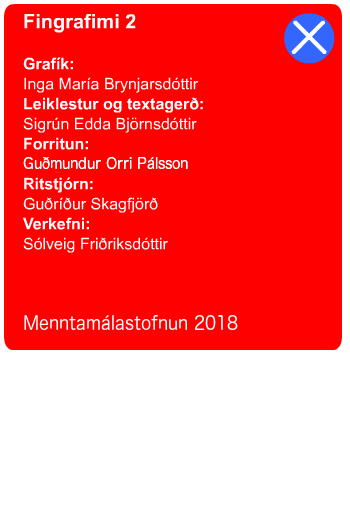 Fingrafimi 2
Grafík:
Inga María Brynjarsdóttir
Leiklestur og textagerð:
Sigrún Edda Björnsdóttir
Forritun:
Guðmundur Orri Pálsson
Ritstjórn:
Guðríður Skagfjörð
Verkefni:
Sólveig Friðriksdóttir
Menntamálastofnun 2018